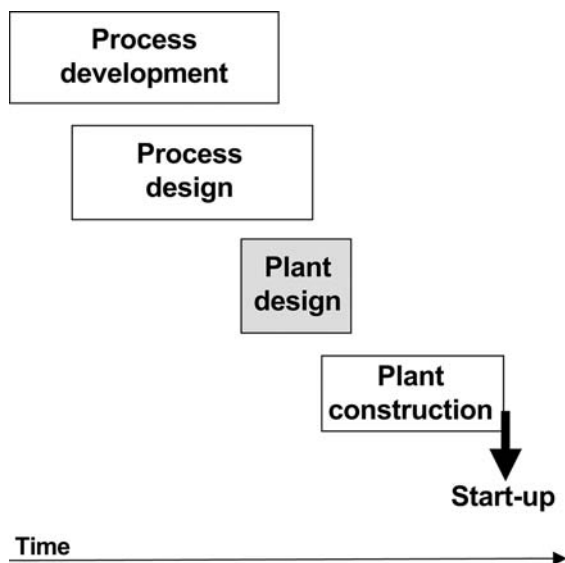 Process
development
Process
design
Plant
design
Plant
construction
Start-up
Time